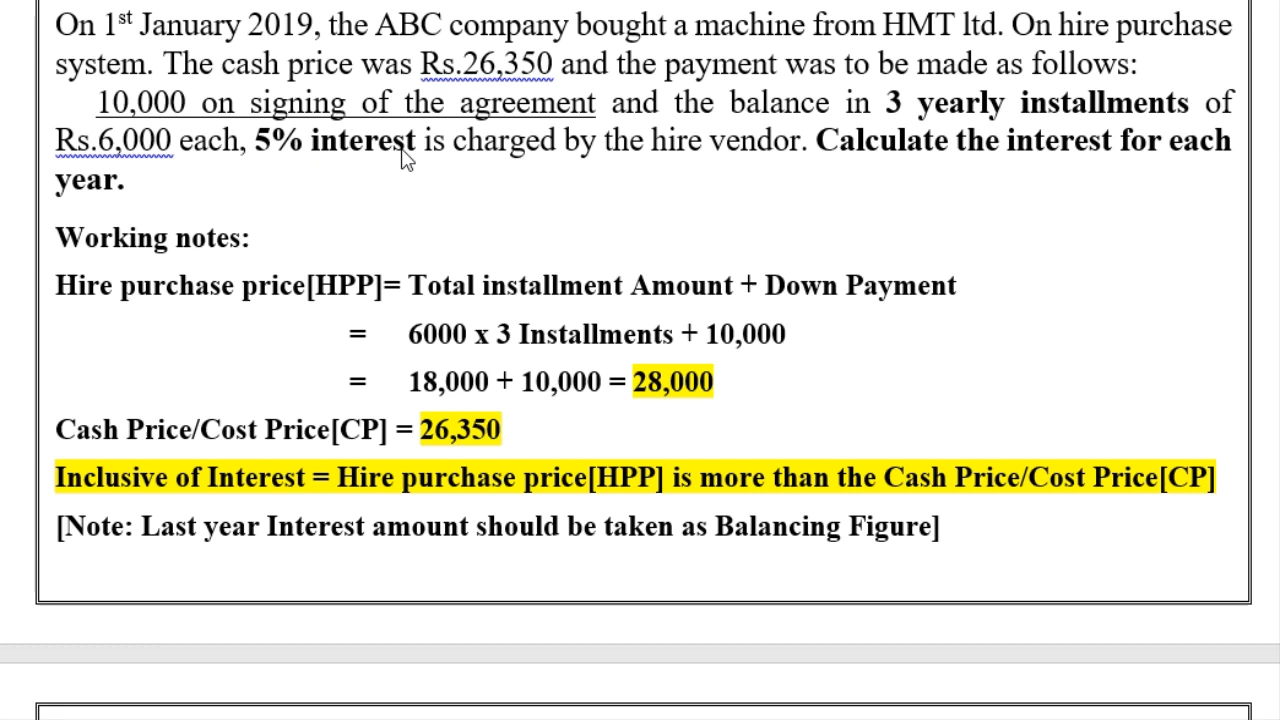 On 1st January 2019, the ABC company bought a machine from HMT ltd. On hire purchase
system. The cash price was Rs.26,350 and the payment was to be made as follows:
10,000 on signing of the agreement and the balance in 3 yearly installments of
Rs.6,000 each, 5% interest is charged by the hire vendor. Calculate the interest for each
year.
Working notes:
Hire purchase price[HPP]= Total installment Amount + Down Payment
= 6000 x 3 Installments + 10,000
= 18,000 + 10,000 = 28,000
Cash Price/Cost Price[CP] = 26,350
Inclusive of Interest = Hire purchase price[HPP] is more than the Cash Price/Cost Price[CP]
[Note: Last year Interest amount should be taken as Balancing Figure]